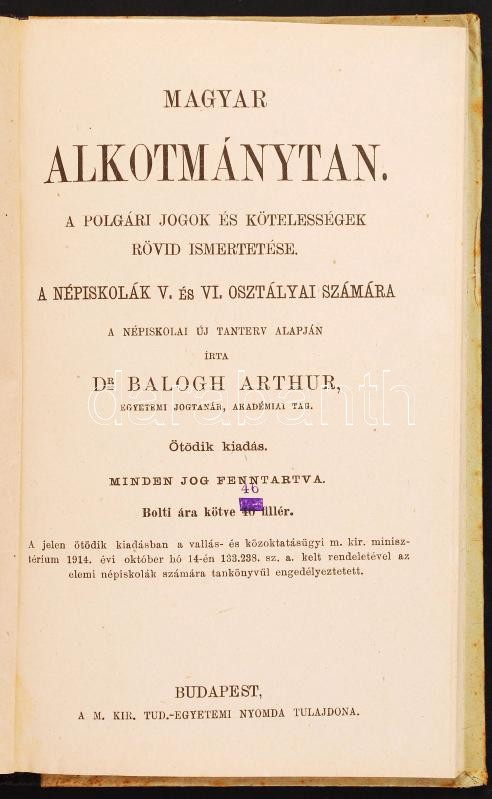 MAGYAR
ALKOTMÁNYTAN.
A POLGÁRI JOGOK ÉS KÖTELESSÉGEK
RÖVID ISMERTETÉSE.
A NÉPISKOLÁK V. ÉS VI. OSZTÁLYAI SZÁMÁRA
A NÉPISKOLAI ÚJ TANTERV ALAPJÁN
ÍRTA
DR BALOGH ARTHUR,
EGYETEMI JOGTANÁR, AKADÉMIAI TAG.
darabanth
Ötödik kiadás.
MINDEN JOG FENNTARTVA.
46
Bolti ára kötve 40 fillér.
A jelen ötödik kiadásban a vallás- és közoktatásügyi m. kir. minisz-
térium 1914. évi október hó 14-én 133.238. sz. a. kelt rendeletével az
elemi népiskolák számára tankönyvül engedélyeztetett.
BUDAPEST,
A M. KIR. TUD.-EGYETEMI NYOMDA TULAJDONA.